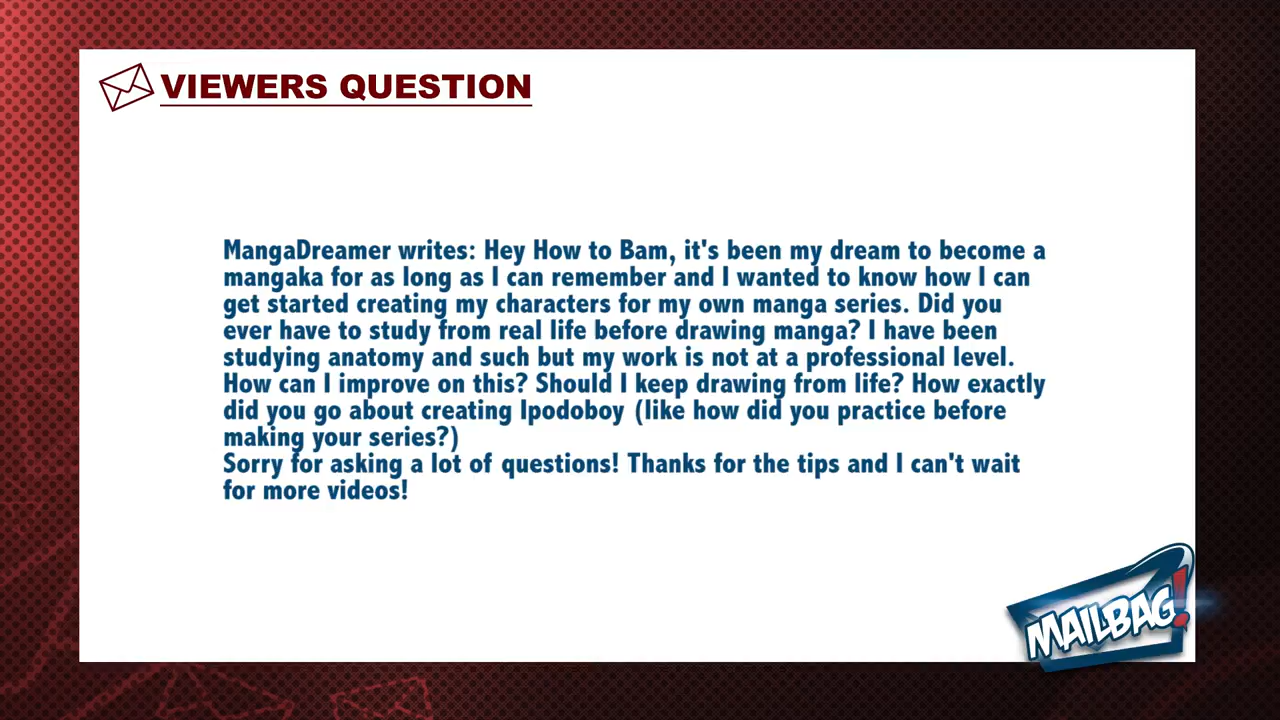 VIEWERS QUESTION
MangaDreamer writes: Hey How to Bam, it's been my dream to become a
mangaka for as long as I can remember and I wanted to know how I can
get started creating my characters for my own manga series. Did you
ever have to study from real life before drawing manga? I have been
studying anatomy and such but my work is not at a professional level.
How can I improve on this? Should I keep drawing from life? How exactly
did you go about creating Ipodoboy (like how did you practice before
making your series?)
Sorry for asking a lot of questions! Thanks for the tips and I can't wait
for more videos!
MAILBAG!